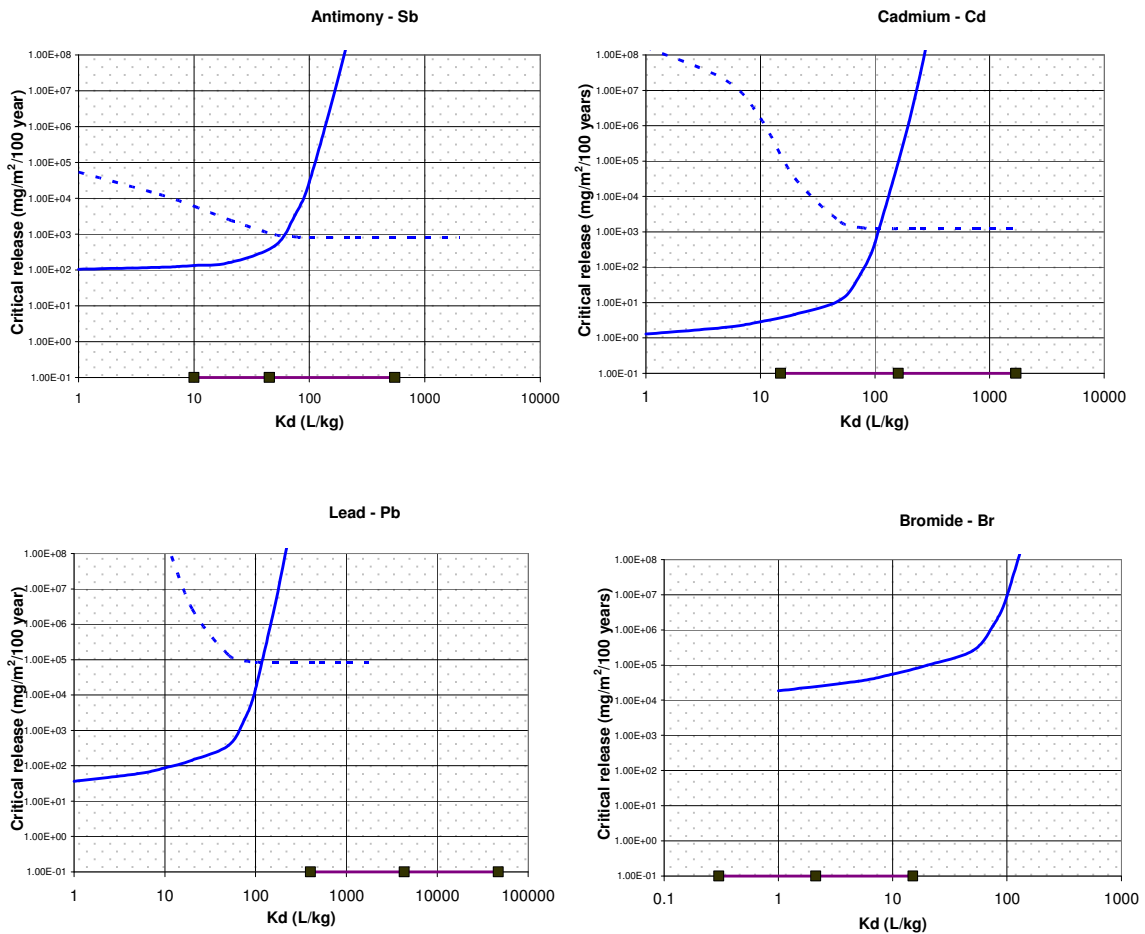 Antimony - Sb
Critical release (mg/m²/100 year)
1.00E+08
1.00E+07
1.00E+06
1.00E+05
1.00E+04
1.00E+03
1.00E+02
1.00E+01
1.00E+00
1.00E-01
1 10 100 1000 10000
Kd (L/kg)
Cadmium - Cd
Critical release (mg/m²/100 years)
1.00E+08
1.00E+07
1.00E+06
1.00E+05
1.00E+04
1.00E+03
1.00E+02
1.00E+01
1.00E+00
1.00E-01
1 10 100 1000 10000
Kd (L/kg)
Lead - Pb
Critical release (mg/m²/100 year)
1.00E+08
1.00E+07
1.00E+06
1.00E+05
1.00E+04
1.00E+03
1.00E+02
1.00E+01
1.00E+00
1.00E-01
1 10 100 1000 10000 100000
Kd (L/kg)
Bromide - Br
Critical release (mg/m²/100 years)
1.00E+08
1.00E+07
1.00E+06
1.00E+05
1.00E+04
1.00E+03
1.00E+02
1.00E+01
1.00E+00
1.00E-01
0.1 1 10 100 1000
Kd (L/kg)